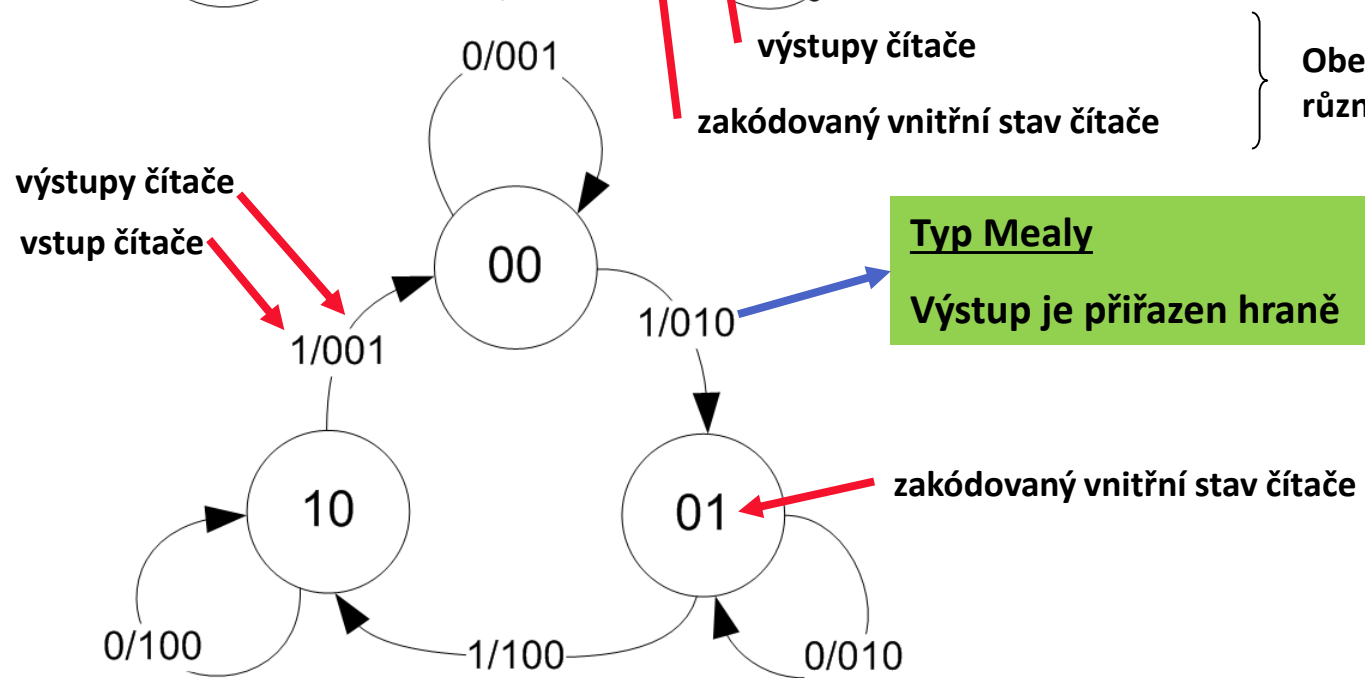 výstupy čítače
zakódovaný vnitřní stav čítače
0/001
výstupy čítače
vstup čítače
00
Typ Mealy
Výstup je přiřazen hraně
1/010
1/001
10
01
zakódovaný vnitřní stav čítače
0/100
1/100
0/010